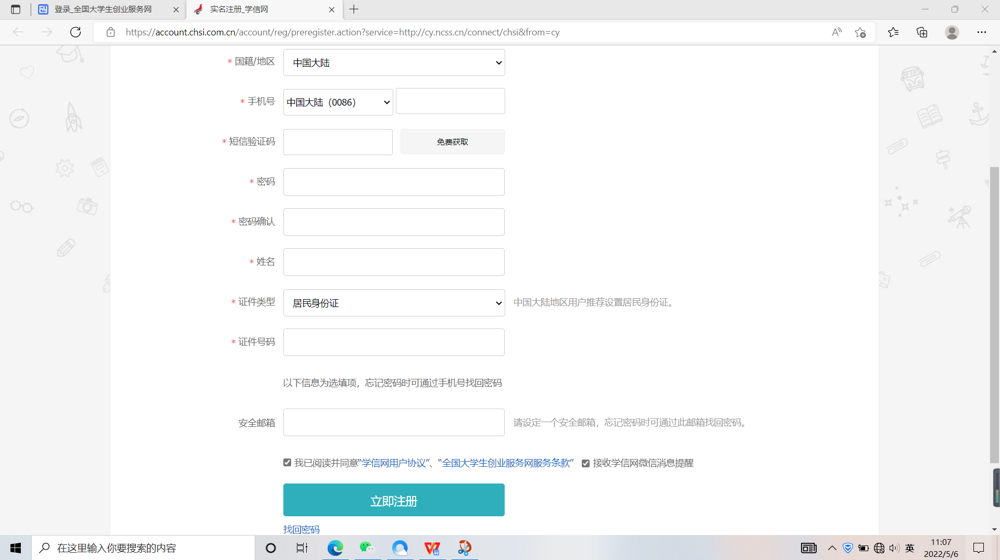 登录_全国大学生创业服务网
实名注册_学信网
https://account.chsi.com.cn/account/reg/preregister.action?service=http://cy.ncss.cn/connect/chsi&from=cy
* 国籍/地区 中国大陆
* 手机号 中国大陆（0086）
* 短信验证码 免费获取
* 密码
* 密码确认
* 姓名
* 证件类型 居民身份证 中国大陆地区用户推荐设置居民身份证。
* 证件号码
以下信息为选填项，忘记密码时可通过手机号找回密码
安全邮箱 请设定一个安全邮箱，忘记密码时可通过此邮箱找回密码。
我已阅读并同意“学信网用户协议”、“全国大学生创业服务网服务条款” 接收学信网微信消息提醒
立即注册
找回密码
在这里输入你要搜索的内容
英
11:07
2022/5/6